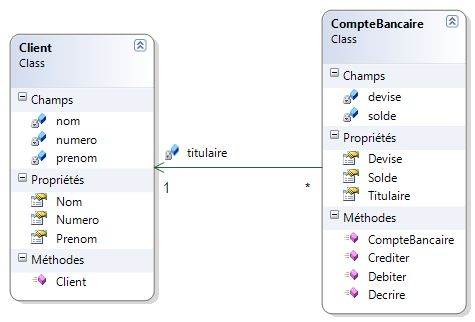 Client
Class
Champs
nom
numero
prenom
Propriétés
Nom
Numero
Prenom
Méthodes
Client
titulaire
1
*
CompteBancaire
Class
Champs
devise
solde
Propriétés
Devise
Solde
Titulaire
Méthodes
CompteBancaire
Crediter
Debiter
Decrire